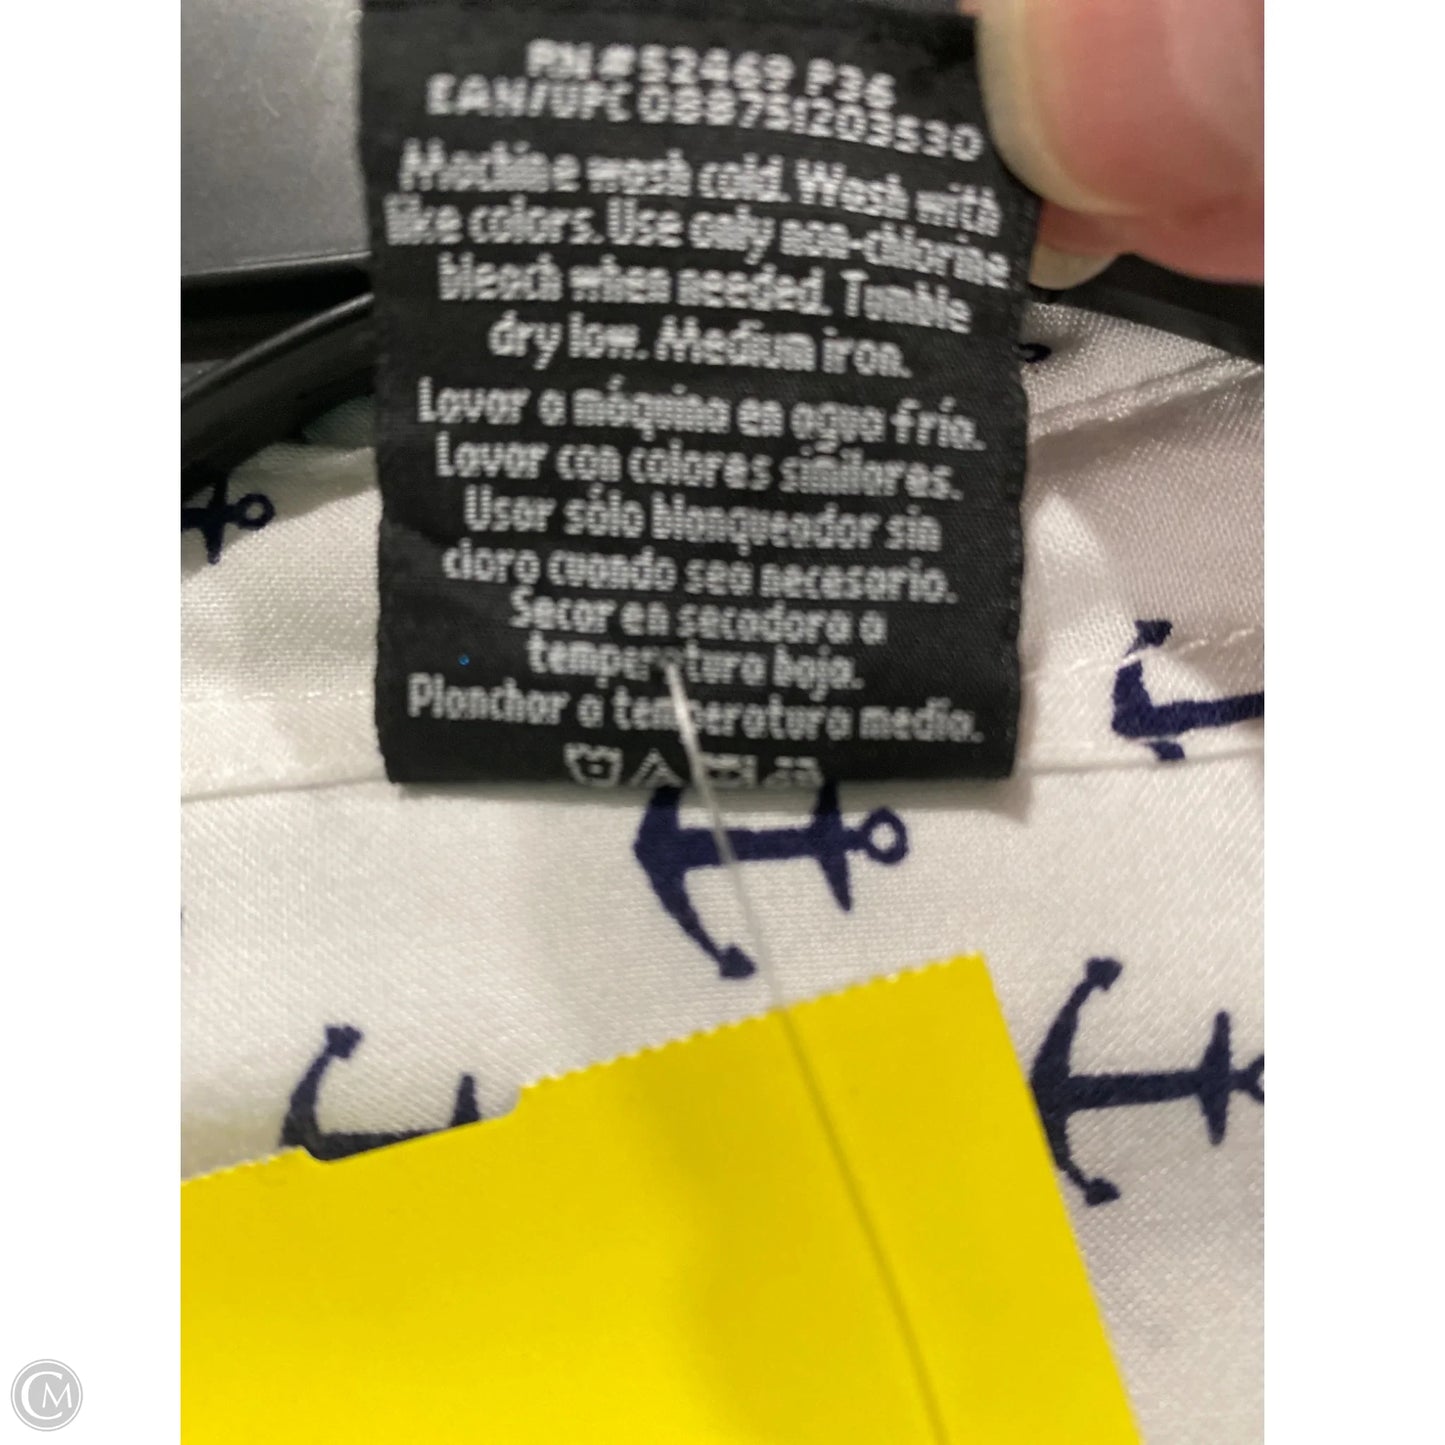 RN #52469 P36
EAN/UPC 088751203530
Machine wash cold. Wash with
like colors. Use only non-chlorine
bleach when needed. Tumble
dry low. Medium iron.
Lavar a máquina en agua fría.
Lavar con colores similares.
Usar sólo blanqueador sin
cloro cuando sea necesario.
Secar en secadora a
temperatura baja.
Planchar a temperatura media.
CM